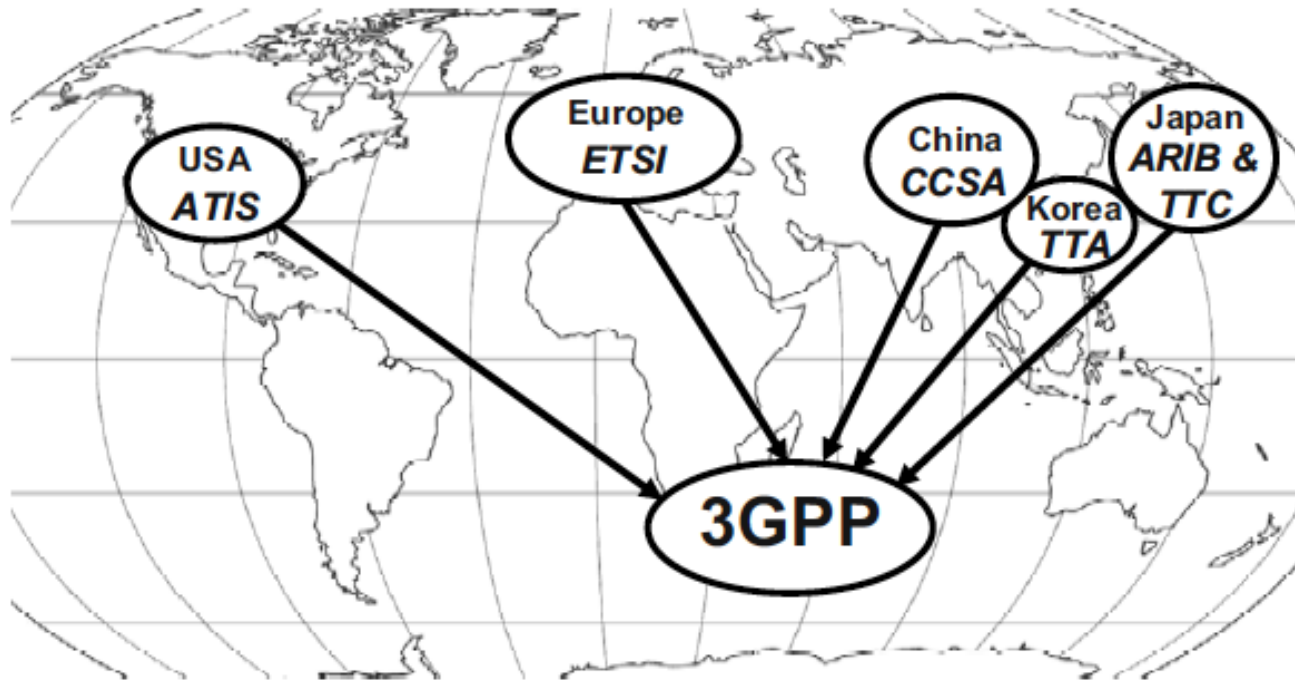 USA
ATIS
Europe
ETSI
China
CCSA
Korea
TTA
Japan
ARIB &
TTC
3GPP